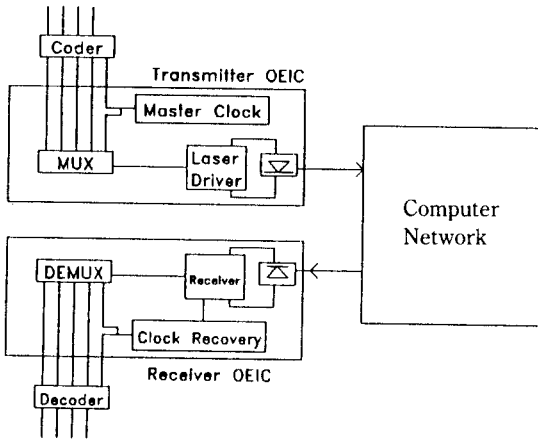 Coder
Transmitter OEIC
Master Clock
MUX
Laser
Driver
Computer
Network
DEMUX
Receiver
Clock Recovery
Receiver OEIC
Decoder